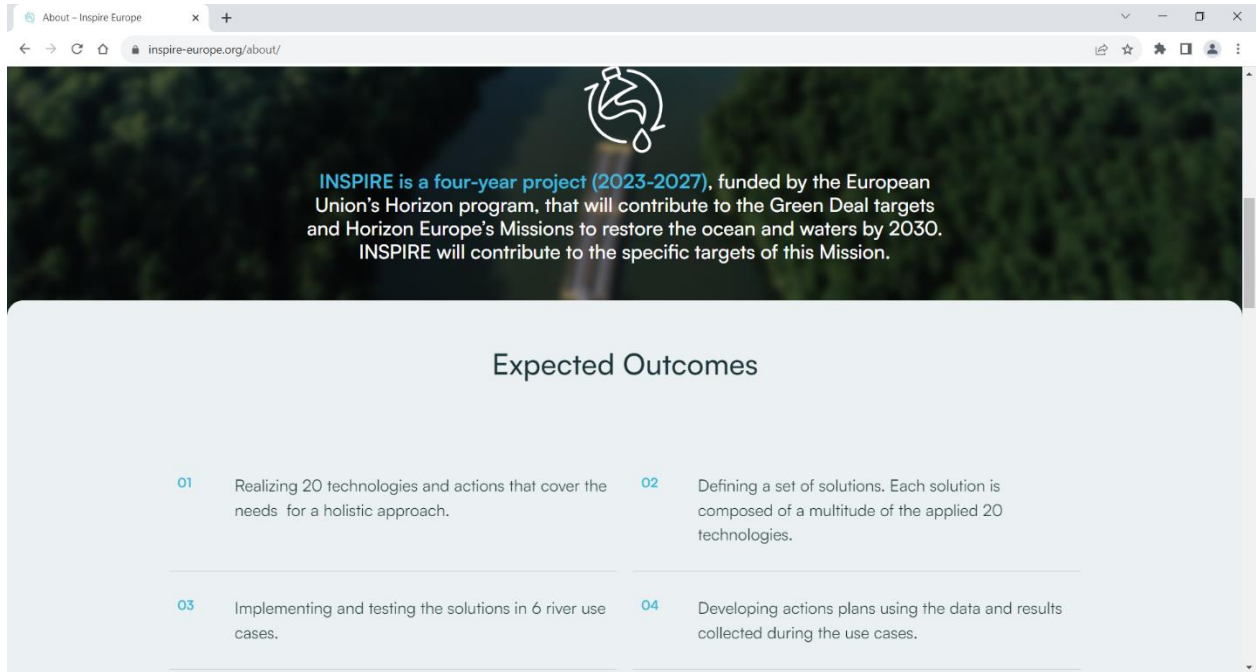 About – Inspire Europe
inspire-europe.org/about/
INSPIRE is a four-year project (2023-2027), funded by the European
Union's Horizon program, that will contribute to the Green Deal targets
and Horizon Europe's Missions to restore the ocean and waters by 2030.
INSPIRE will contribute to the specific targets of this Mission.
Expected Outcomes
01
Realizing 20 technologies and actions that cover the
needs for a holistic approach.
02
Defining a set of solutions. Each solution is
composed of a multitude of the applied 20
technologies.
03
Implementing and testing the solutions in 6 river use
cases.
04
Developing actions plans using the data and results
collected during the use cases.